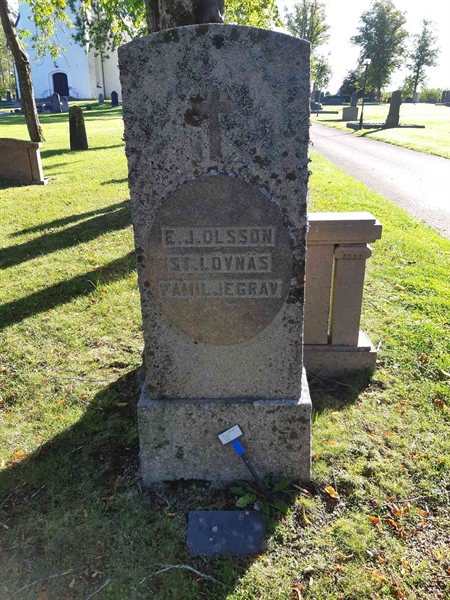 E. J. OLSSON
ST. LÖVNÄS
FAMILJEGRAV